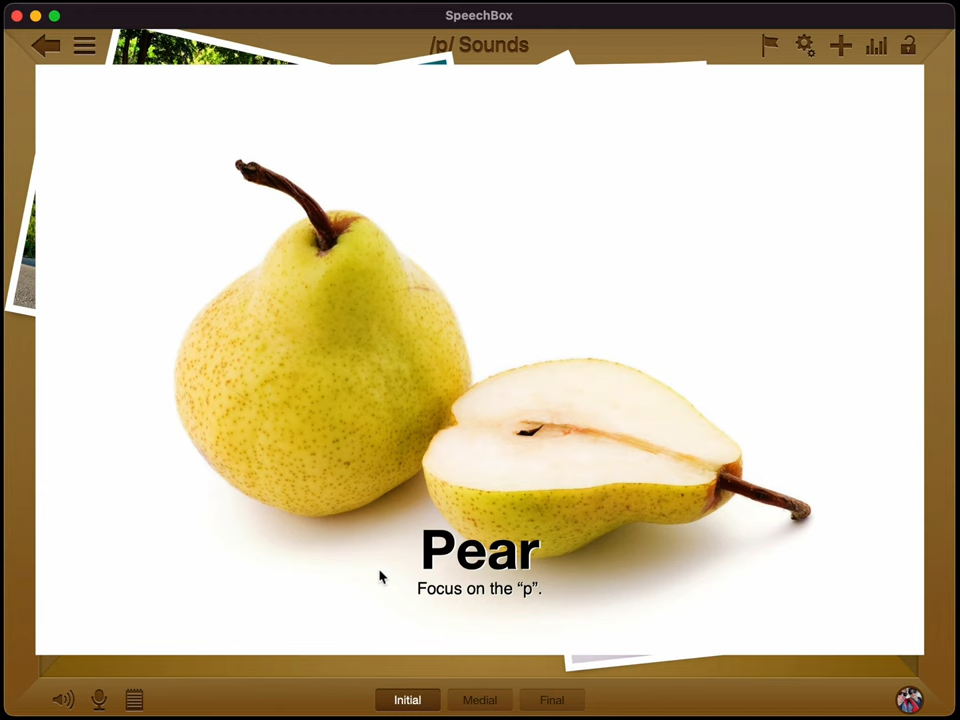 SpeechBox
/p/ Sounds
Pear
Focus on the “p”.
Initial
Medial
Final